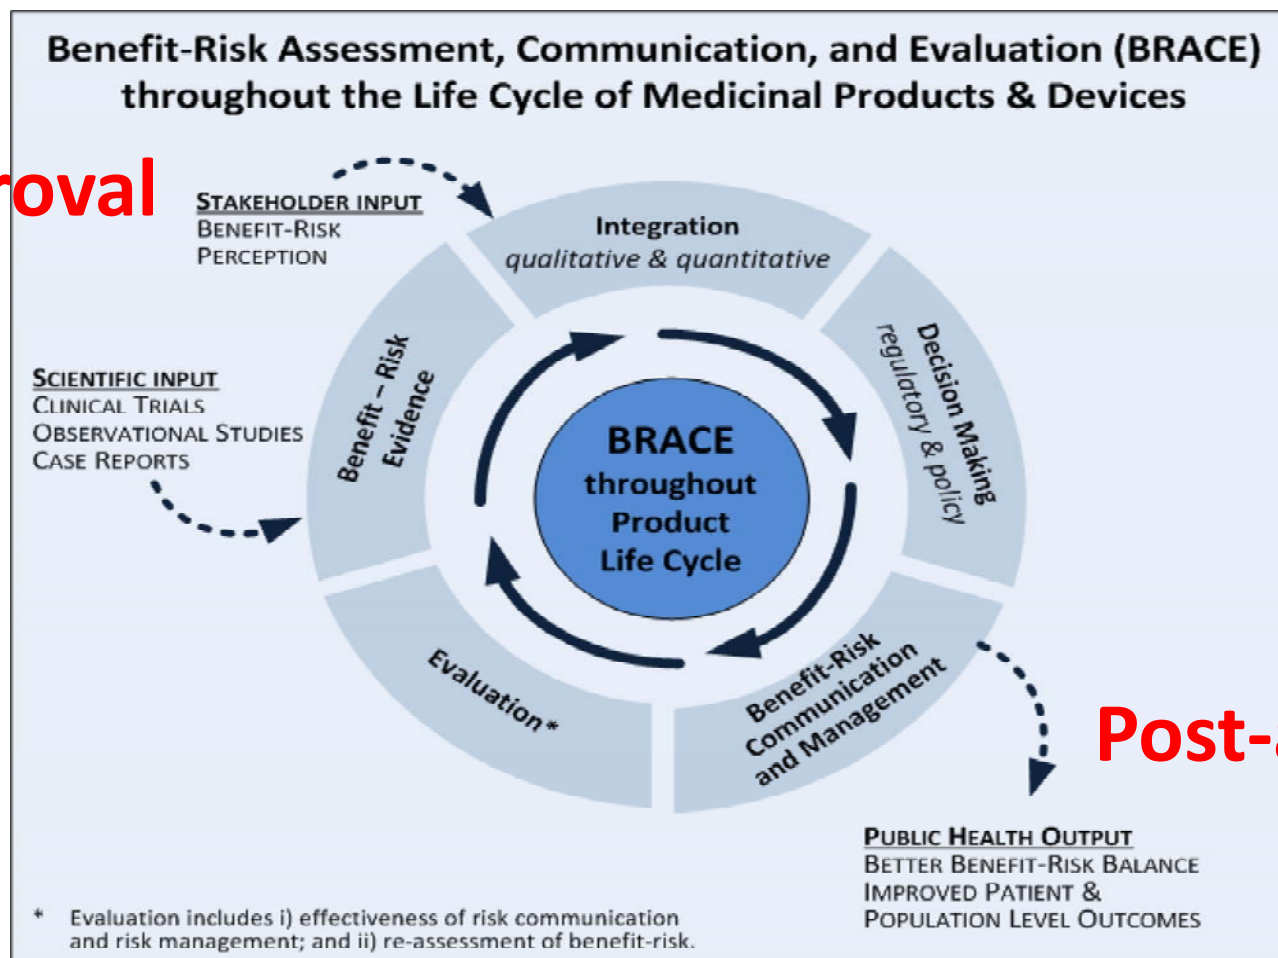 Benefit-Risk Assessment, Communication, and Evaluation (BRACE)
throughout the Life Cycle of Medicinal Products & Devices
roval
STAKEHOLDER INPUT
BENEFIT-RISK
PERCEPTION
Integration
qualitative & quantitative
Decision Making
regulatory & policy
Benefit – Risk
Evidence
SCIENTIFIC INPUT
CLINICAL TRIALS
OBSERVATIONAL STUDIES
CASE REPORTS
BRACE
throughout
Product
Life Cycle
Evaluation*
Benefit-Risk
Communication
and Management
Post-
PUBLIC HEALTH OUTPUT
BETTER BENEFIT-RISK BALANCE
IMPROVED PATIENT &
POPULATION LEVEL OUTCOMES
* Evaluation includes i) effectiveness of risk communication
and risk management; and ii) re-assessment of benefit-risk.